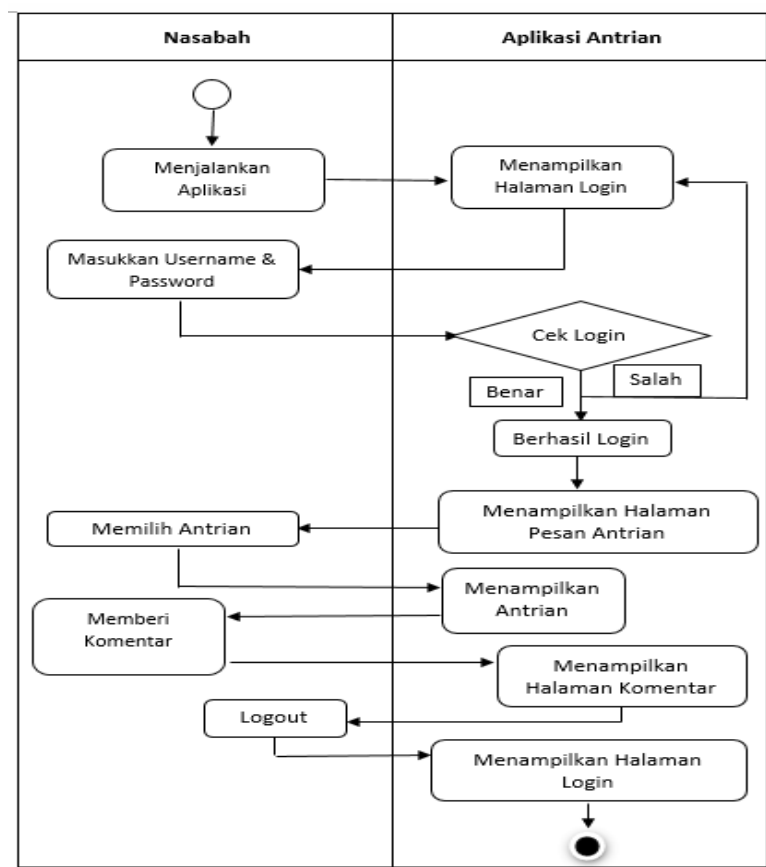 Nasabah
Aplikasi Antrian
Menjalankan
Aplikasi
Menampilkan
Halaman Login
Masukkan Username &
Password
Cek Login
Benar
Salah
Berhasil Login
Menampilkan Halaman
Pesan Antrian
Memilih Antrian
Menampilkan
Antrian
Memberi
Komentar
Menampilkan
Halaman Komentar
Logout
Menampilkan Halaman
Login